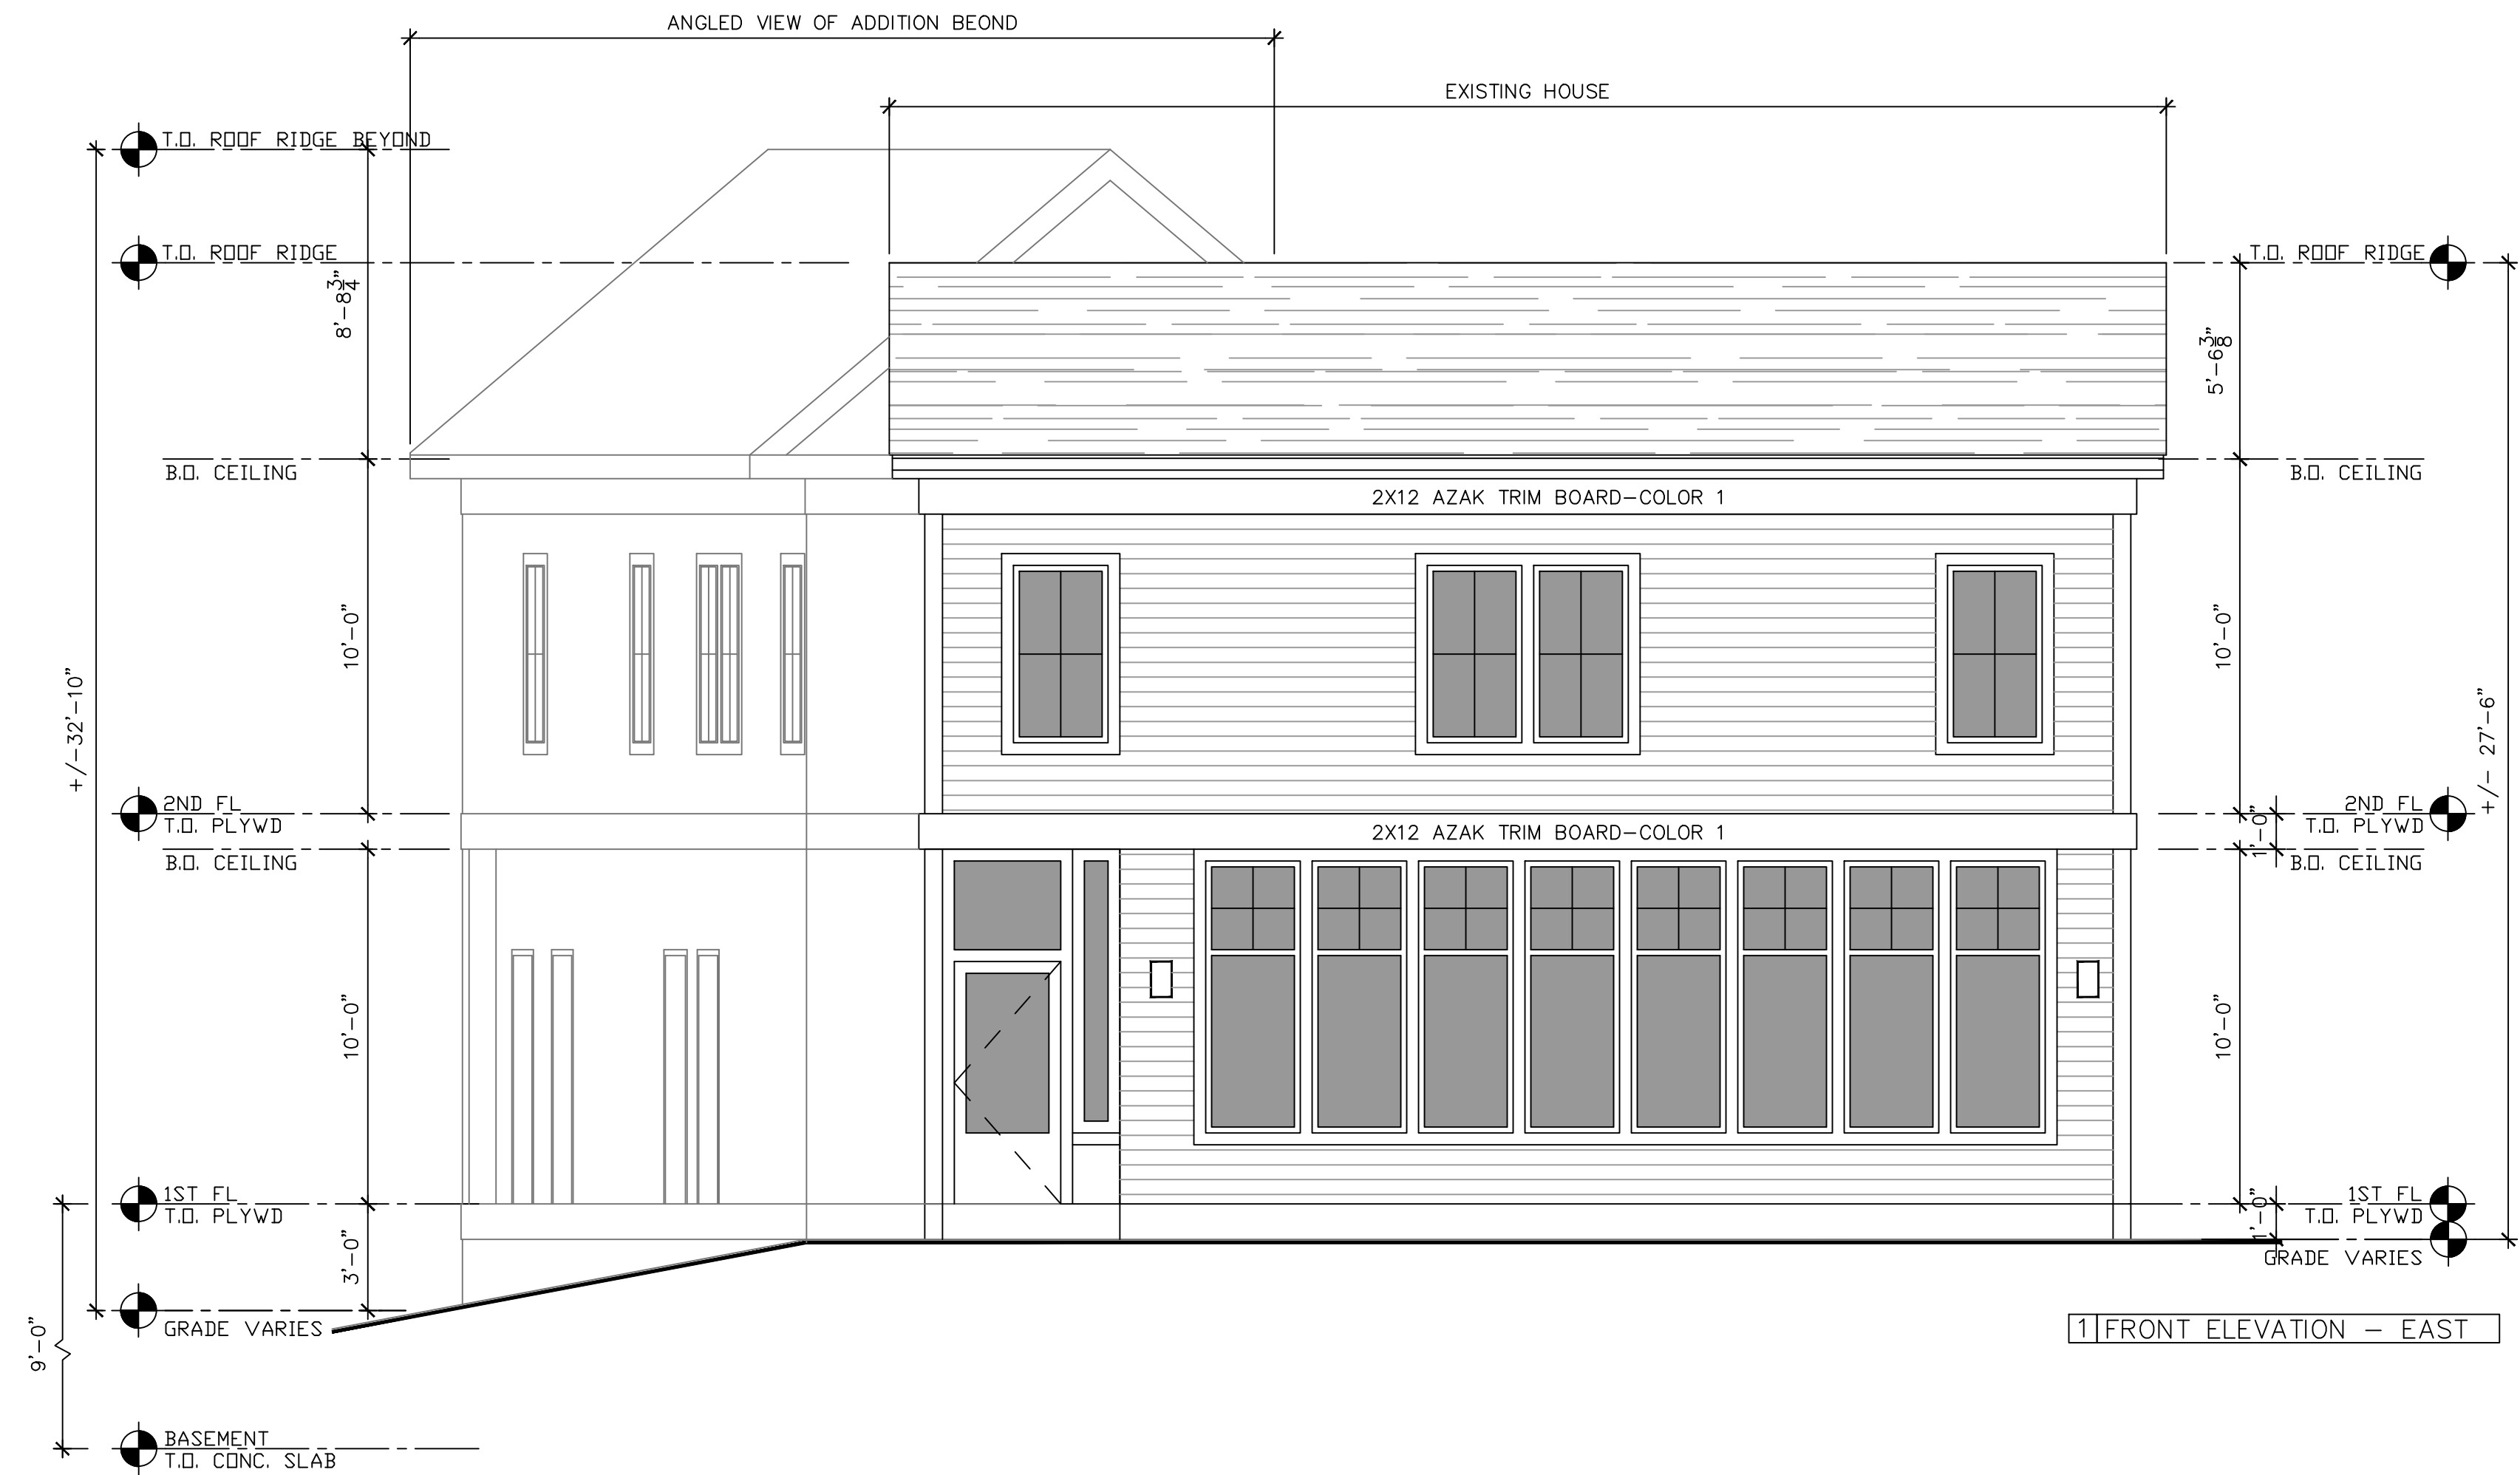 ANGLED VIEW OF ADDITION BEOND
EXISTING HOUSE
T.O. ROOF RIDGE BEYOND
T.O. ROOF RIDGE
T.O. ROOF RIDGE
8'-8 3/4"
5'-6 3/8"
B.O. CEILING
B.O. CEILING
2X12 AZAK TRIM BOARD-COLOR 1
10'-0"
10'-0"
+/-32'-10"
+/- 27'-6"
2ND FL
T.O. PLYWD
2ND FL
T.O. PLYWD
1'-0"
2X12 AZAK TRIM BOARD-COLOR 1
B.O. CEILING
B.O. CEILING
10'-0"
10'-0"
1ST FL
T.O. PLYWD
1ST FL
T.O. PLYWD
1'-0"
3'-0"
GRADE VARIES
GRADE VARIES
9'-0"
1 FRONT ELEVATION - EAST
BASEMENT
T.O. CONC. SLAB